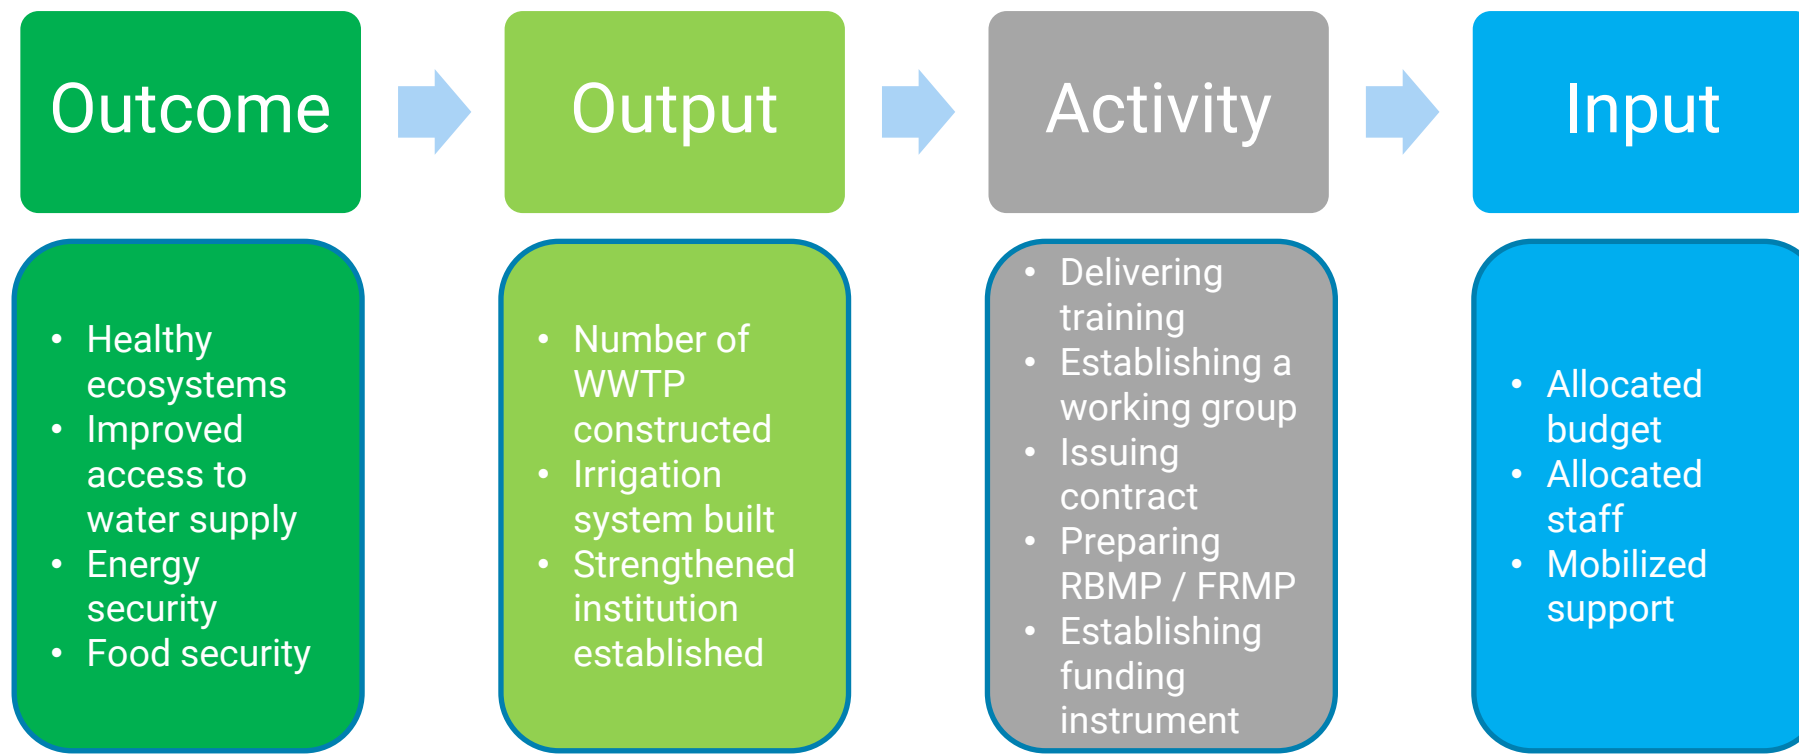 Outcome
Output
Activity
Input
• Healthy
ecosystems
• Improved
access to
water supply
• Energy
security
• Food security
• Number of
WWTP
constructed
• Irrigation
system built
• Strengthened
institution
established
• Delivering
training
• Establishing a
working group
• Issuing
contract
• Preparing
RBMP / FRMP
• Establishing
funding
instrument
• Allocated
budget
• Allocated
staff
• Mobilized
support